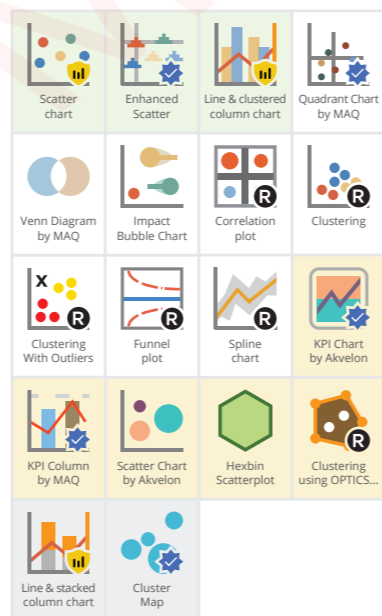 Scatter
chart
Enhanced
Scatter
Line & clustered
column chart
Quadrant Chart
by MAQ
Venn Diagram
by MAQ
Impact
Bubble Chart
R
Correlation
plot
R
Clustering
X
R
Clustering
With Outliers
R
Funnel
plot
R
Spline
chart
KPI Chart
by Akvelon
KPI Column
by MAQ
Scatter Chart
by Akvelon
Hexbin
Scatterplot
R
Clustering
using OPTICS...
Line & stacked
column chart
Cluster
Map